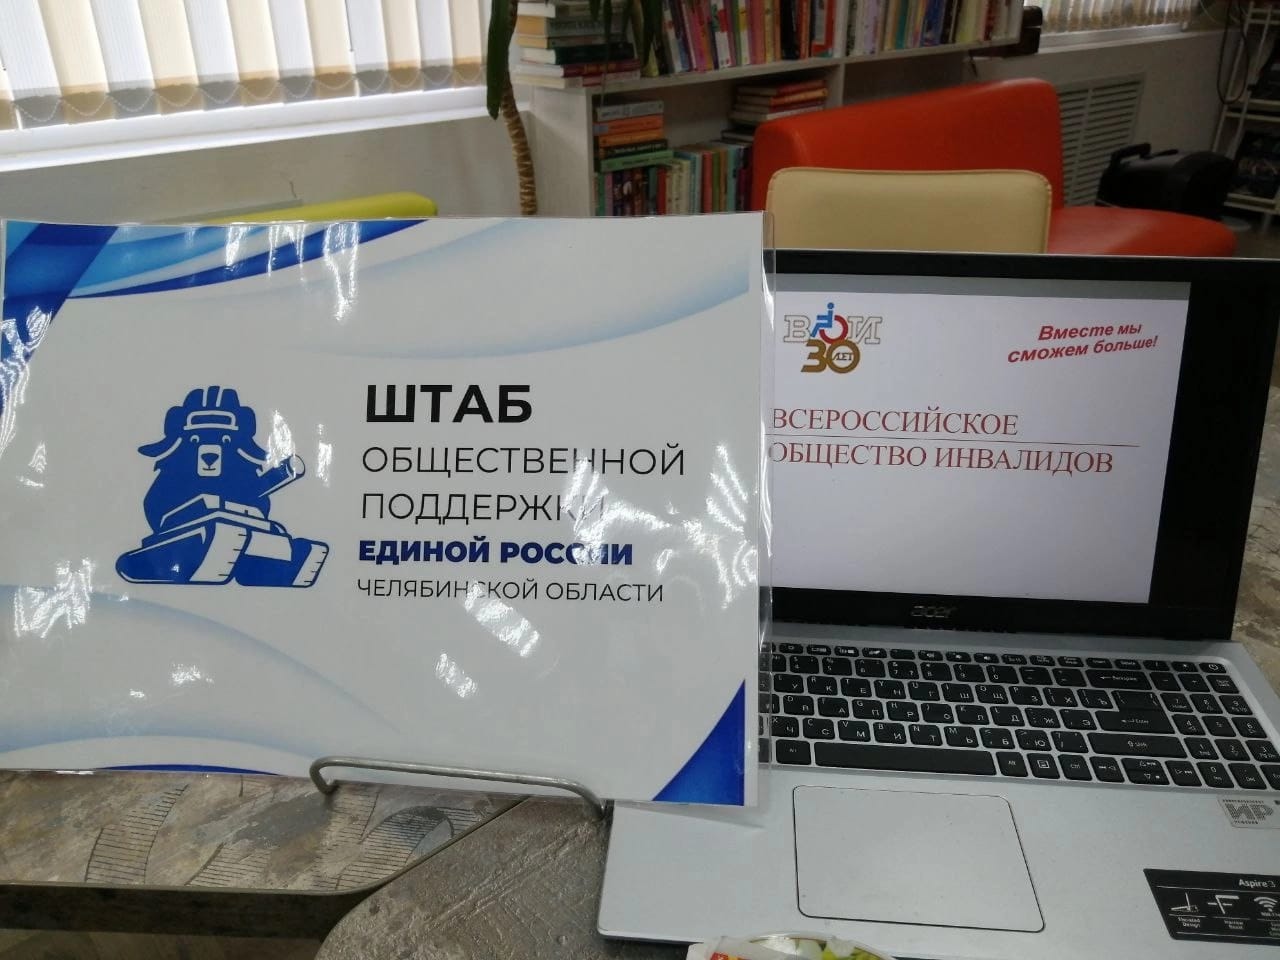 ШТАБ
ОБЩЕСТВЕННОЙ
ПОДДЕРЖКИ
ЕДИНОЙ РОССИИ
ЧЕЛЯБИНСКОЙ ОБЛАСТИ
ВОИ
30 ЛЕТ
Вместе мы
сможем больше!
ВСЕРОССИЙСКОЕ
ОБЩЕСТВО ИНВАЛИДОВ
acer
ИР
Aspire 3